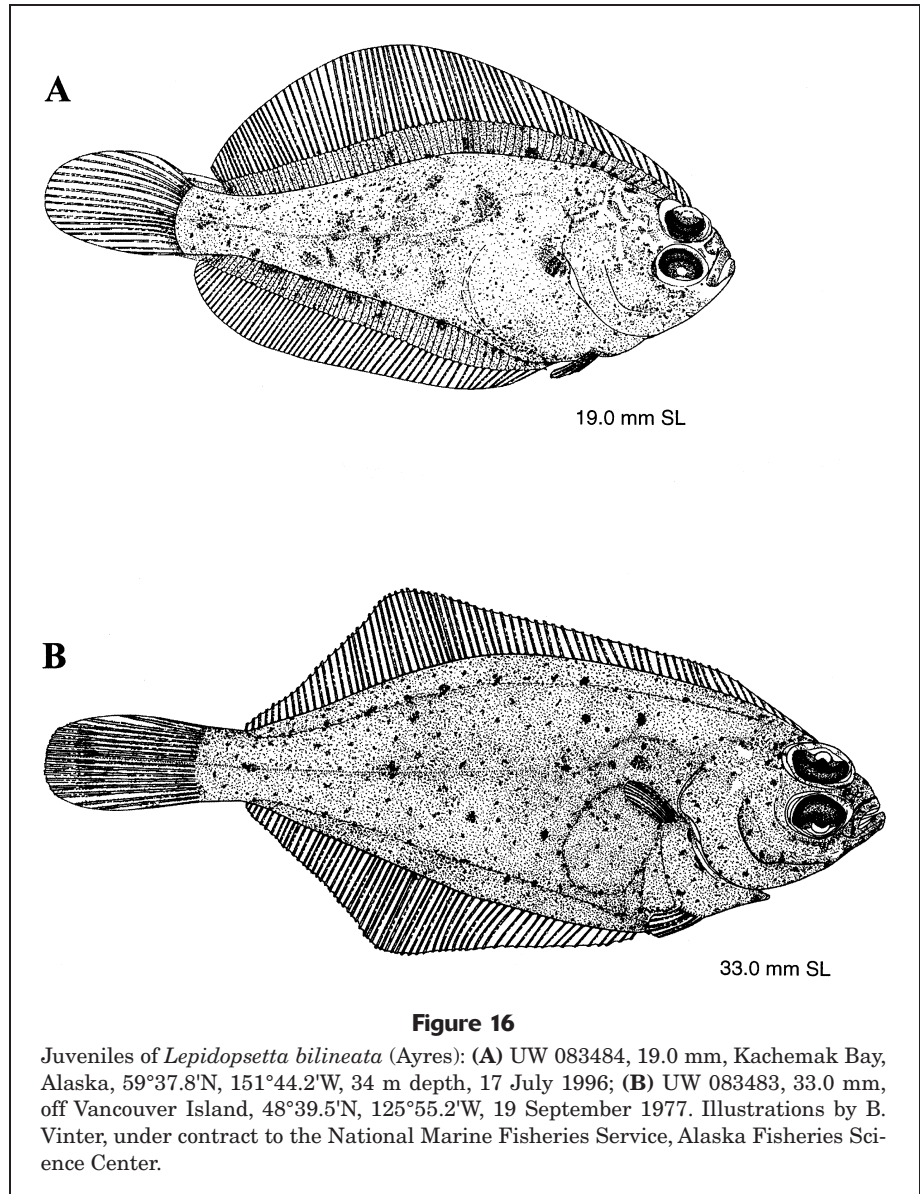 A
19.0 mm SL
B
33.0 mm SL
Figure 16
Juveniles of Lepidopsetta bilineata (Ayres): (A) UW 083484, 19.0 mm, Kachemak Bay,
Alaska, 59°37.8'N, 151°44.2'W, 34 m depth, 17 July 1996; (B) UW 083483, 33.0 mm,
off Vancouver Island, 48°39.5'N, 125°55.2'W, 19 September 1977. Illustrations by B.
Vinter, under contract to the National Marine Fisheries Service, Alaska Fisheries Sci-
ence Center.